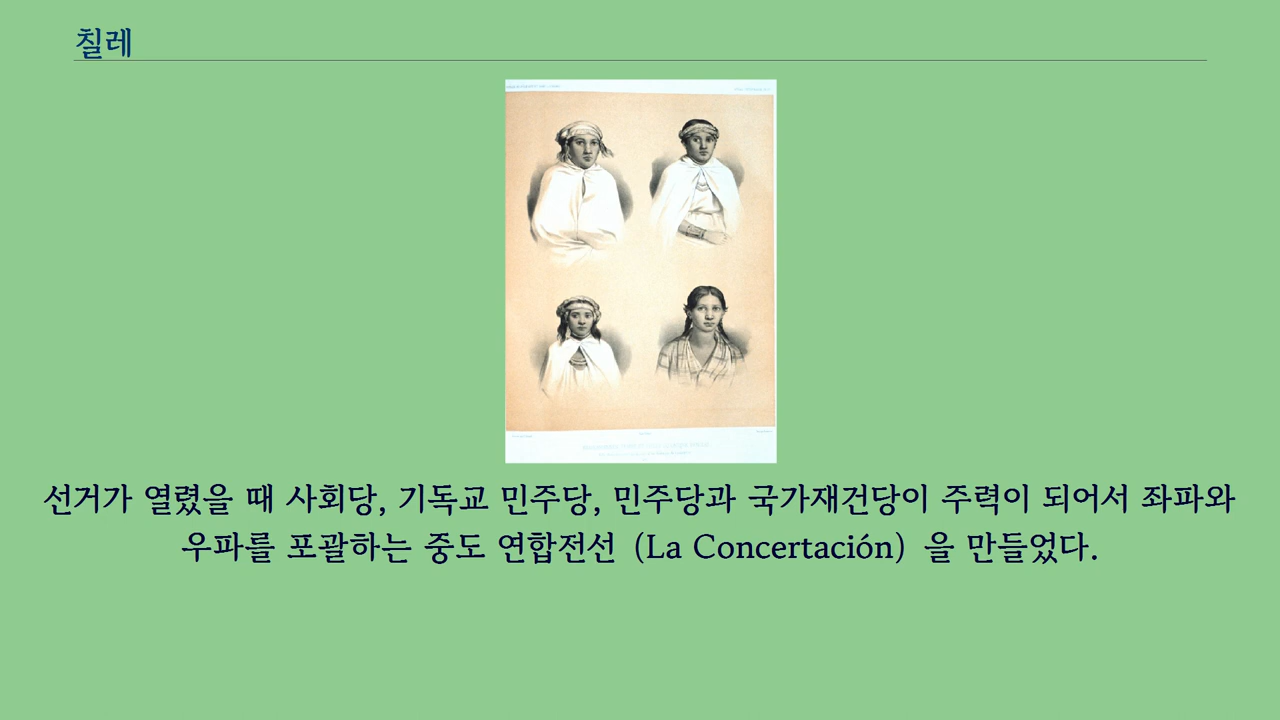 칠레
선거가 열렸을 때 사회당, 기독교 민주당, 민주당과 국가재건당이 주력이 되어서 좌파와
우파를 포괄하는 중도 연합전선 (La Concertación) 을 만들었다.